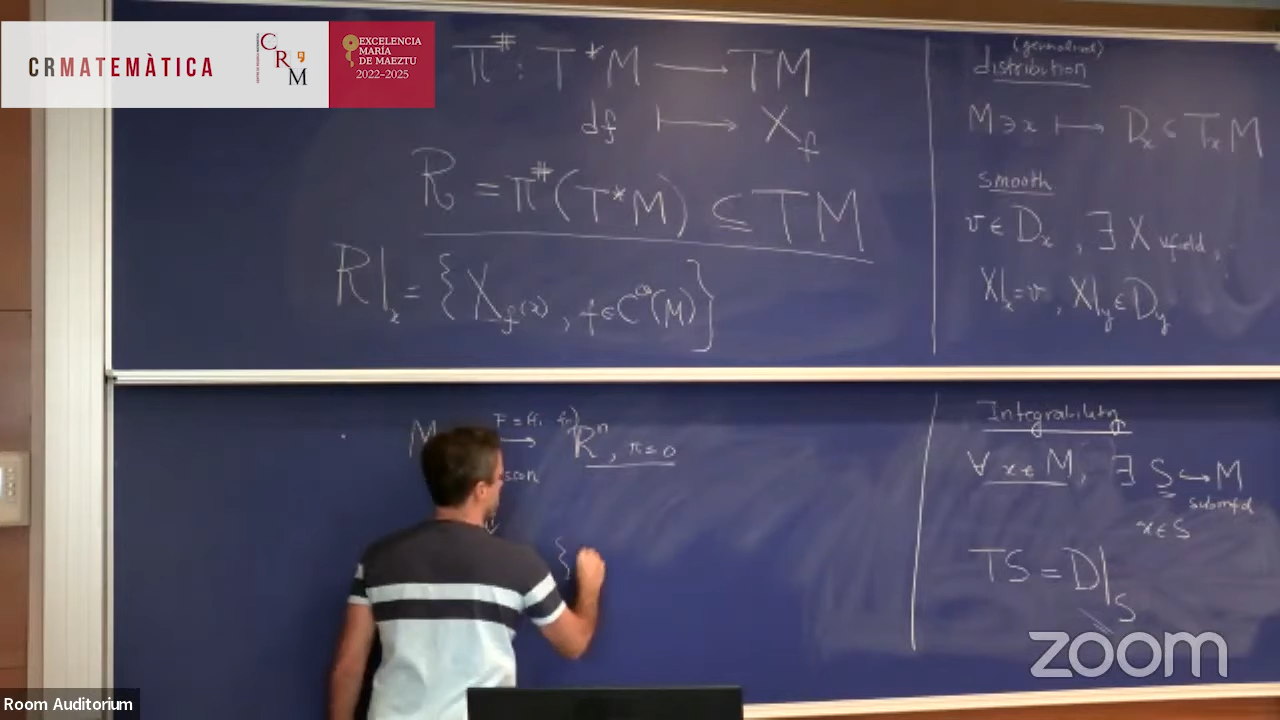 CRMATEMÀTICA
CRM
EXCELENCIA
MARÍA
DE MAEZTU
2022-2025
π^# : T*M ⟶ TM
df ⟼ X_f
R = π^#(T*M) ⊆ TM
R|_x = { X_f(x), f ∈ C^∞(M) }
distribution
M ∋ x ⟼ D_x ⊂ T_xM
smooth
v ∈ D_x, ∃ X vfield,
X|_x = v, X|_y ∈ D_y
M F = (f₁ ⟶ R^n, π = 0
{
Integrability
∀ x ∈ M, ∃ S ↪ M
submfd
x ∈ S
TS = D|_S
zoom
Room Auditorium